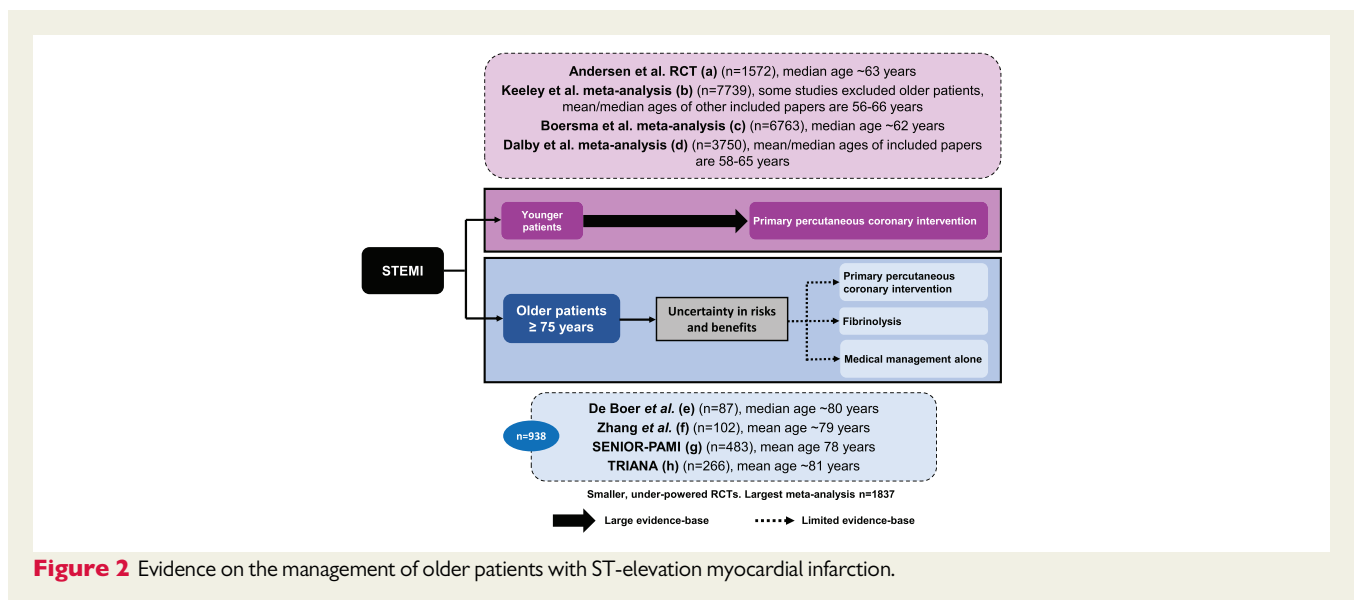 Andersen et al. RCT (a) (n=1572), median age ~63 years
Keeley et al. meta-analysis (b) (n=7739), some studies excluded older patients,
mean/median ages of other included papers are 56-66 years
Boersma et al. meta-analysis (c) (n=6763), median age ~62 years
Dalby et al. meta-analysis (d) (n=3750), mean/median ages of included papers
are 58-65 years
Younger
patients
Primary percutaneous coronary intervention
STEMI
Older patients
≥ 75 years
Uncertainty in risks
and benefits
Primary percutaneous
coronary intervention
Fibrinolysis
Medical management alone
n=938
De Boer et al. (e) (n=87), median age ~80 years
Zhang et al. (f) (n=102), mean age ~79 years
SENIOR-PAMI (g) (n=483), mean age 78 years
TRIANA (h) (n=266), mean age ~81 years
Smaller, under-powered RCTs. Largest meta-analysis n=1837
Large evidence-base
Limited evidence-base
Figure 2 Evidence on the management of older patients with ST-elevation myocardial infarction.